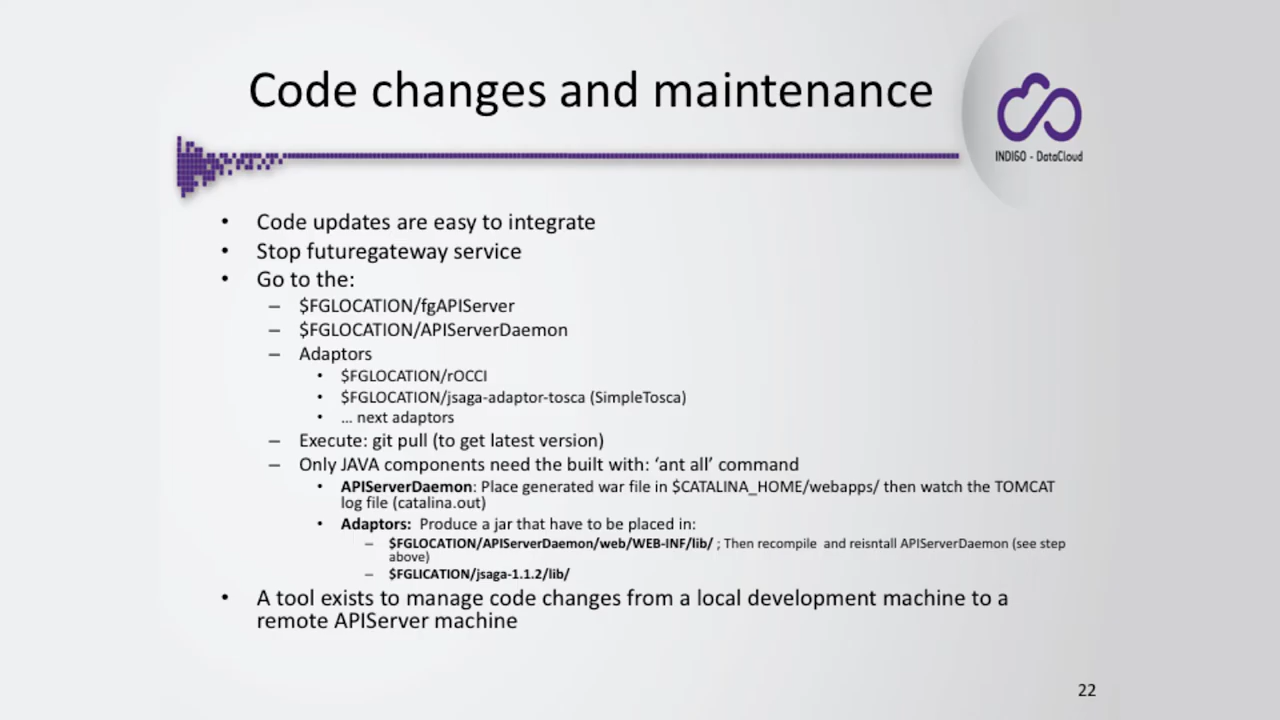 Code changes and maintenance
INDIGO - DataCloud
• Code updates are easy to integrate
• Stop futuregateway service
• Go to the:
– $FGLOCATION/fgAPIServer
– $FGLOCATION/APIServerDaemon
– Adaptors
• $FGLOCATION/rOCCI
• $FGLOCATION/jsaga-adaptor-tosca (SimpleTosca)
• ... next adaptors
– Execute: git pull (to get latest version)
– Only JAVA components need the built with: ‘ant all’ command
• APIServerDaemon: Place generated war file in $CATALINA_HOME/webapps/ then watch the TOMCAT
log file (catalina.out)
• Adaptors: Produce a jar that have to be placed in:
– $FGLOCATION/APIServerDaemon/web/WEB-INF/lib/ ; Then recompile and reisntall APIServerDaemon (see step
above)
– $FGLICATION/jsaga-1.1.2/lib/
• A tool exists to manage code changes from a local development machine to a
remote APIServer machine
22